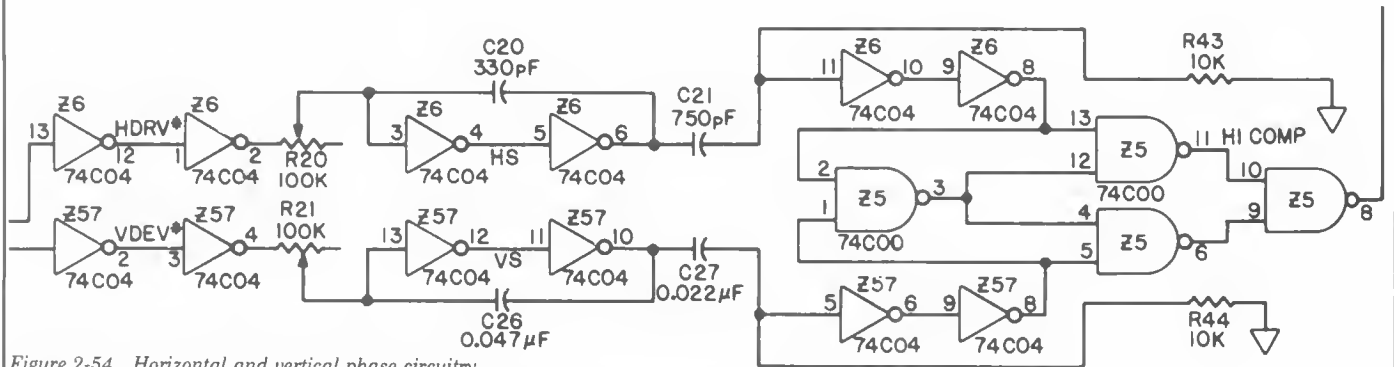 C20
330pF
Z6
Z6
R43
10K
11
10
9
8
C21
750pF
74C04
74C04
Z6
Z6
Z6
Z6
13
HDRV*
12
1
2
3
4
5
6
HS
R20
100K
74C04
74C04
74C04
74C04
13
12
11
HI COMP
Z5
74C00
2
1
3
Z5
74C00
10
9
Z5
8
4
5
Z5
6
Z57
Z57
R21
100K
VDEV*
2
3
4
74C04
74C04
Z57
Z57
13
12
11
10
VS
74C04
74C04
C27
0.022µF
C26
0.047µF
Z57
Z57
5
6
9
8
74C04
74C04
R44
10K
Figure 2-54 Horizontal and vertical phase circuitry